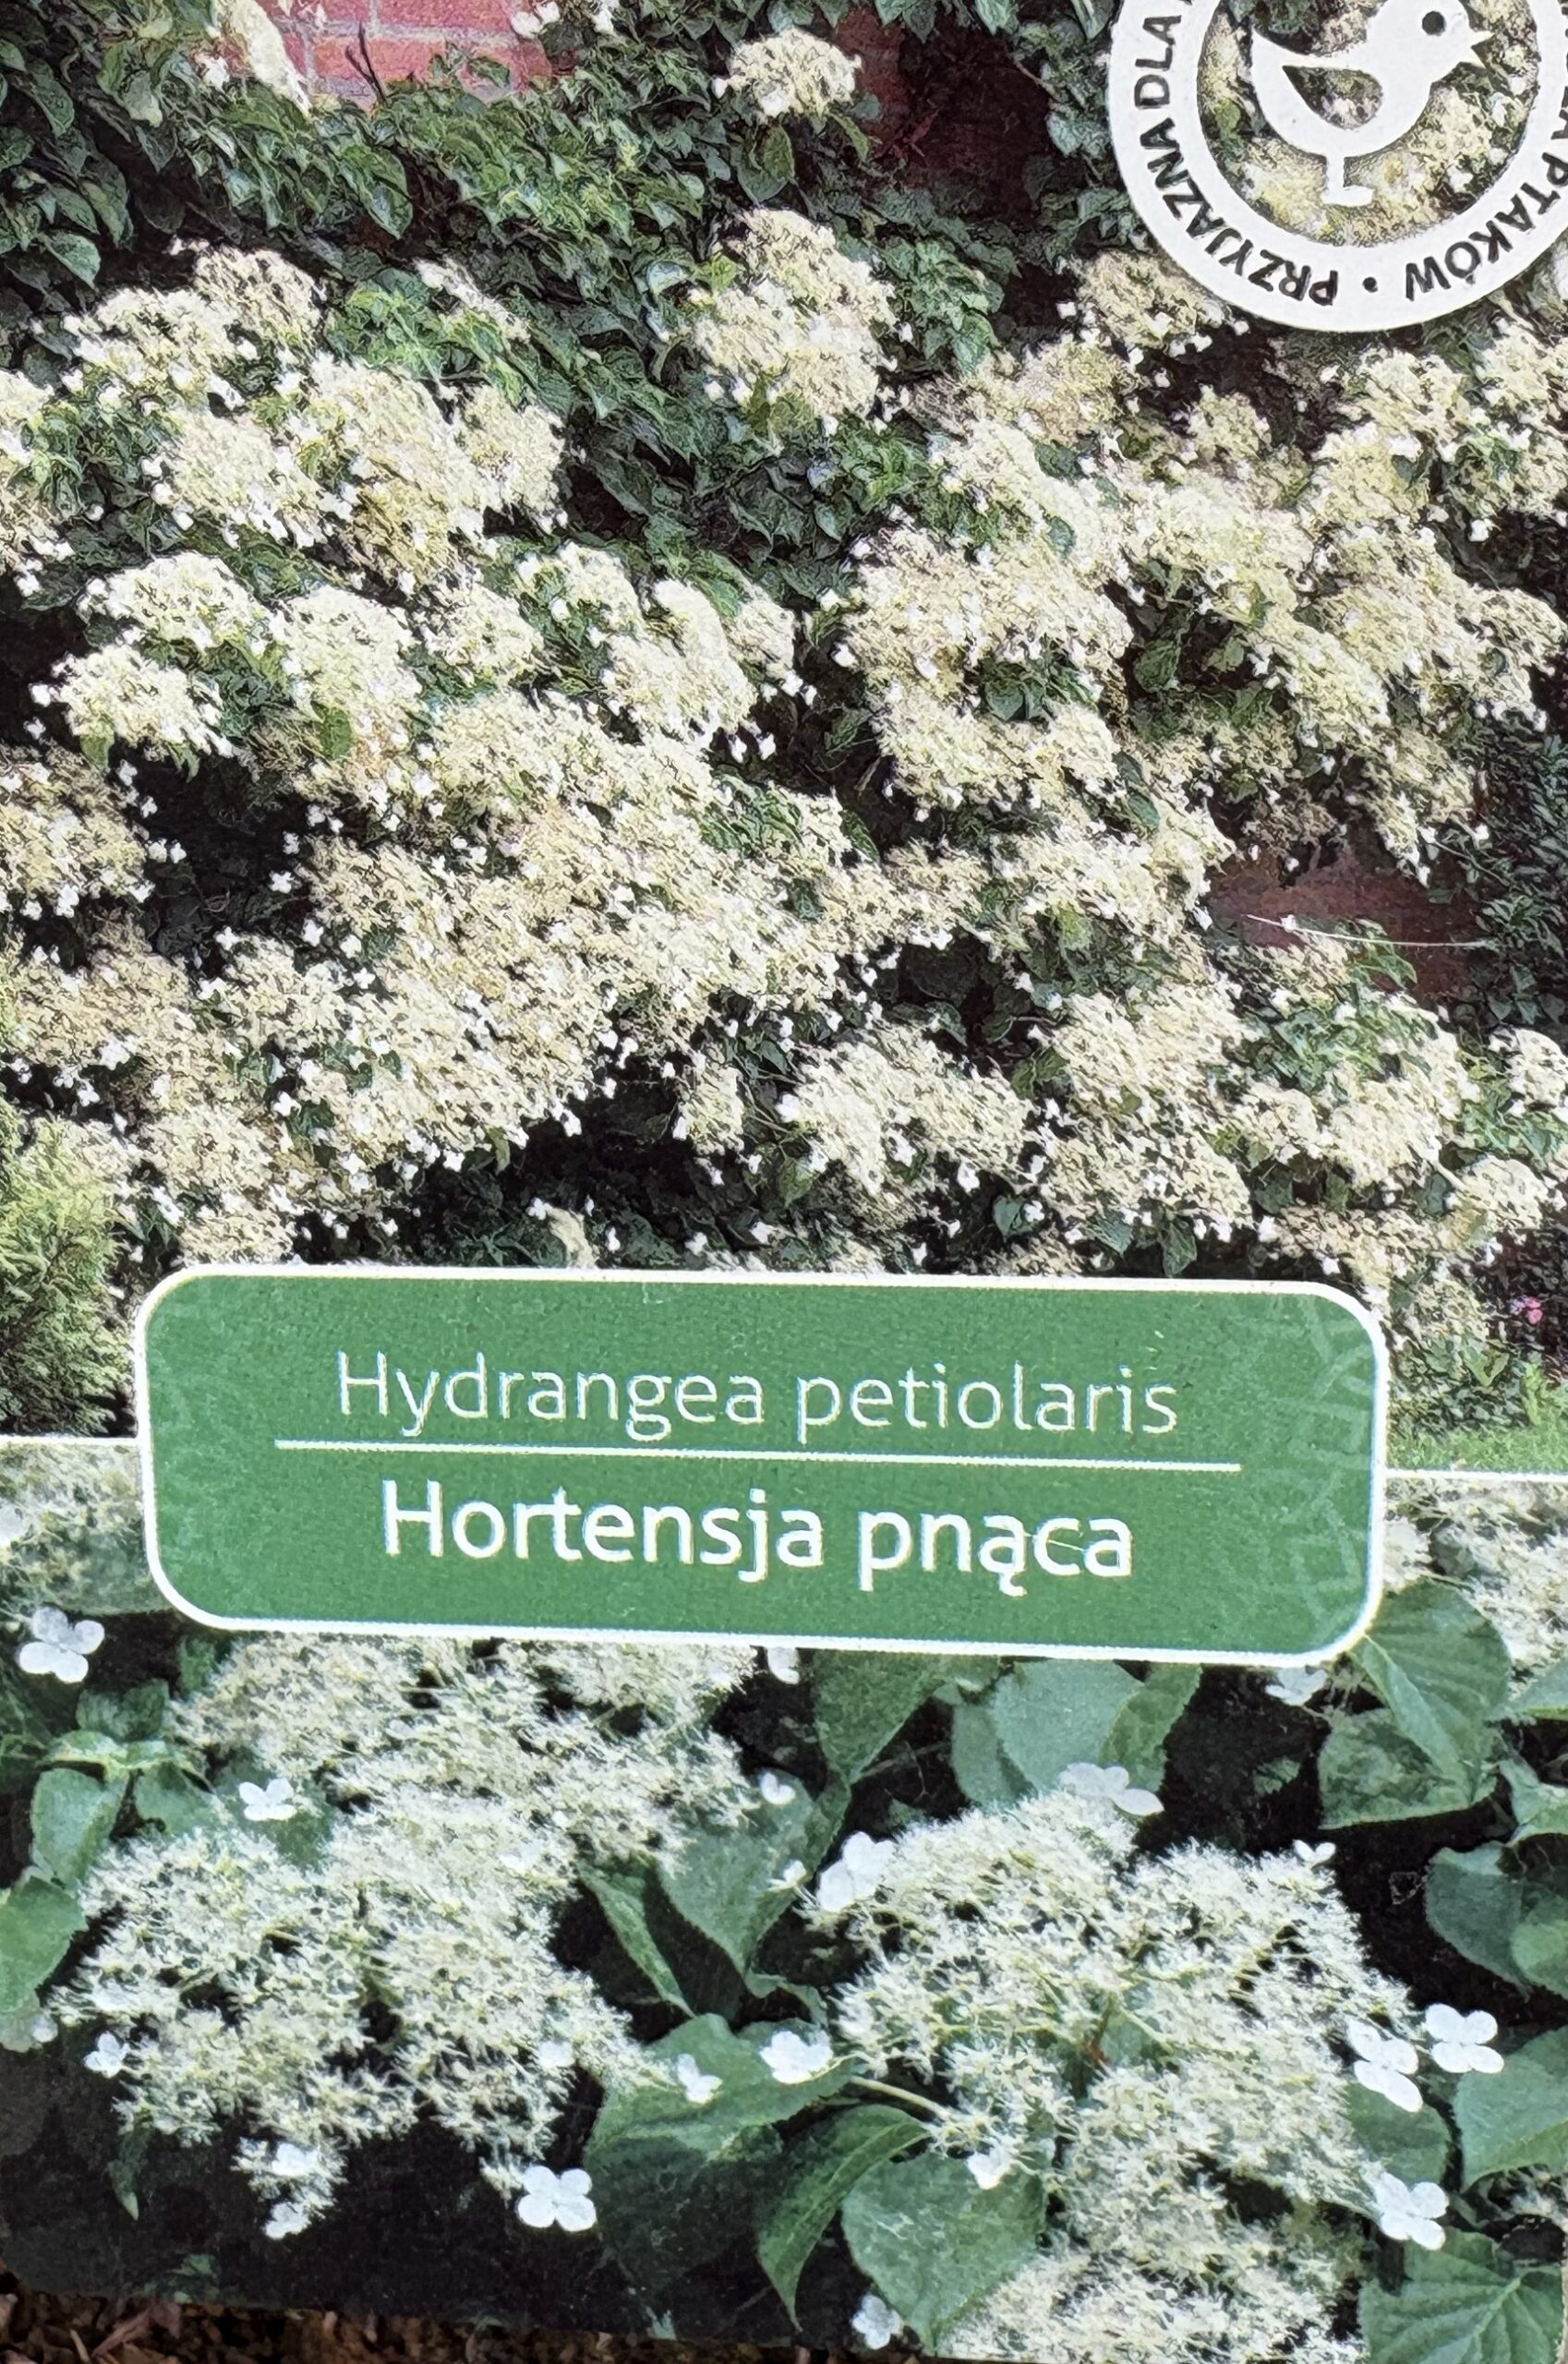 PRZYJAZNA DLA
PTAKÓW •
Hydrangea petiolaris
Hortensja pnąca